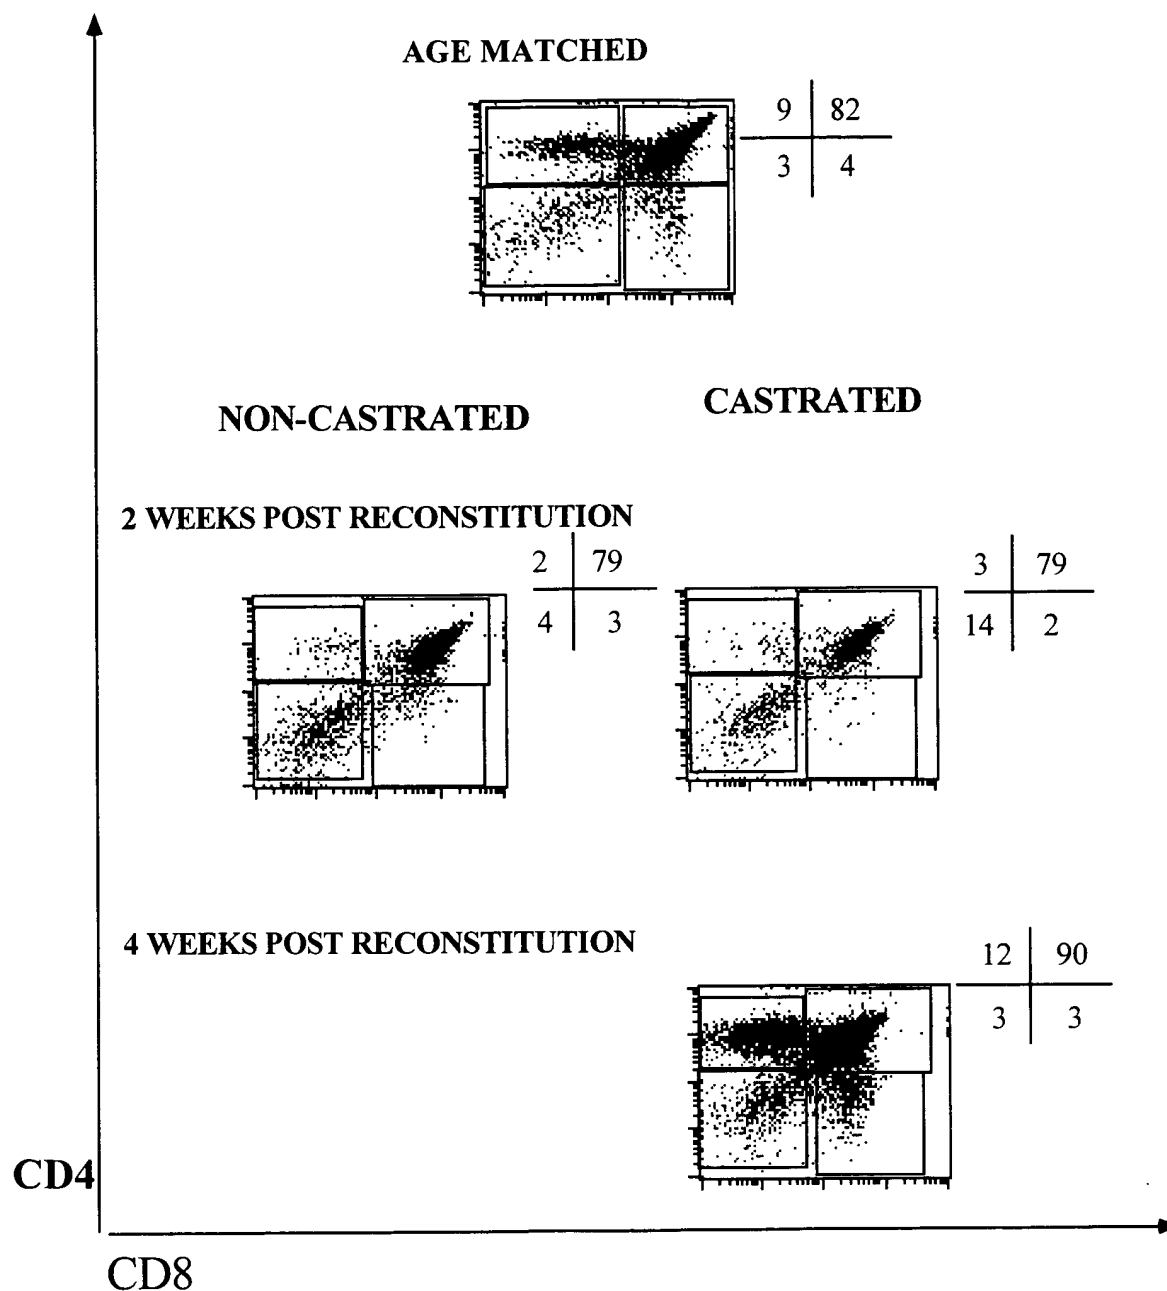 AGE MATCHED
9 82
3 4
NON-CASTRATED
CASTRATED
2 WEEKS POST RECONSTITUTION
2 79
4 3
3 79
14 2
4 WEEKS POST RECONSTITUTION
12 90
3 3
CD4
CD8